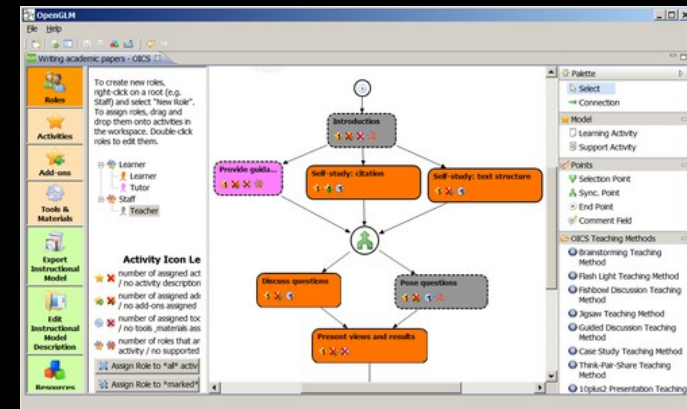 OpenGLM
File Help
Writing academic papers - OICS
Roles
Activities
Add-ons
Tools &
Materials
Export
Instructional
Model
Edit
Instructional
Model
Description
Resources
To create new roles,
right-click on a root (e.g.
Staff) and select "New Role".
To assign roles, drag and
drop them onto activities in
the workspace. Double-click
roles to edit them.
Learner
Learner
Tutor
Staff
Teacher
Activity Icon Le
number of assigned act
/ no activity description
number of assigned add
/ no add-ons assigned
number of assigned too
/ no tools_materials ass
number of roles that ar
activity / no supported
Assign Role to *all* activ
Assign Role to *marked*
Introduction
Provide guida...
Self-study: citation
Self-study: text structure
Discuss questions
Pose questions
Present views and results
Palette
Select
Connection
Model
Learning Activity
Support Activity
Points
Selection Point
Sync. Point
End Point
Comment Field
OICS Teaching Methods
Brainstorming Teaching
Method
Flash Light Teaching Method
Fishbowl Discussion Teaching
Method
Jigsaw Teaching Method
Guided Discussion Teaching
Method
Case Study Teaching Method
Think-Pair-Share Teaching
Method
10plus2 Presentation Teaching